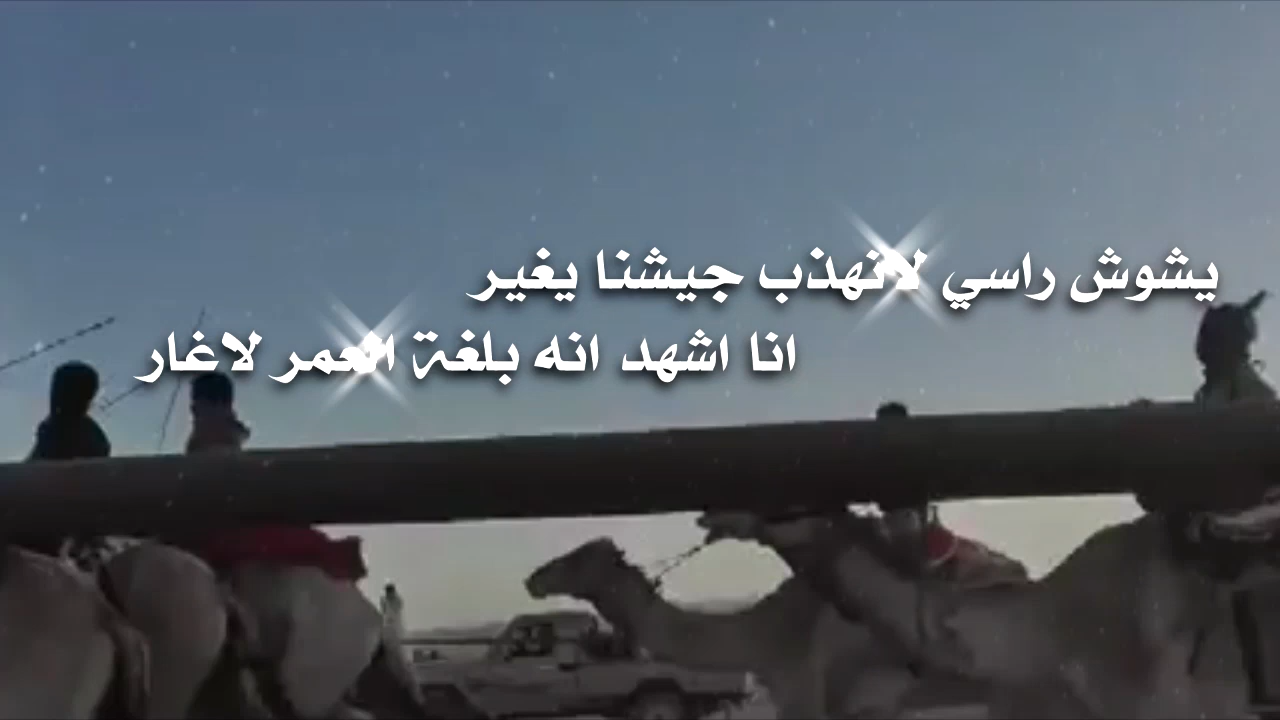 يشوش راسي لانهذب جيشنا يغير
انا اشهد انه بلغة العمر لاغار